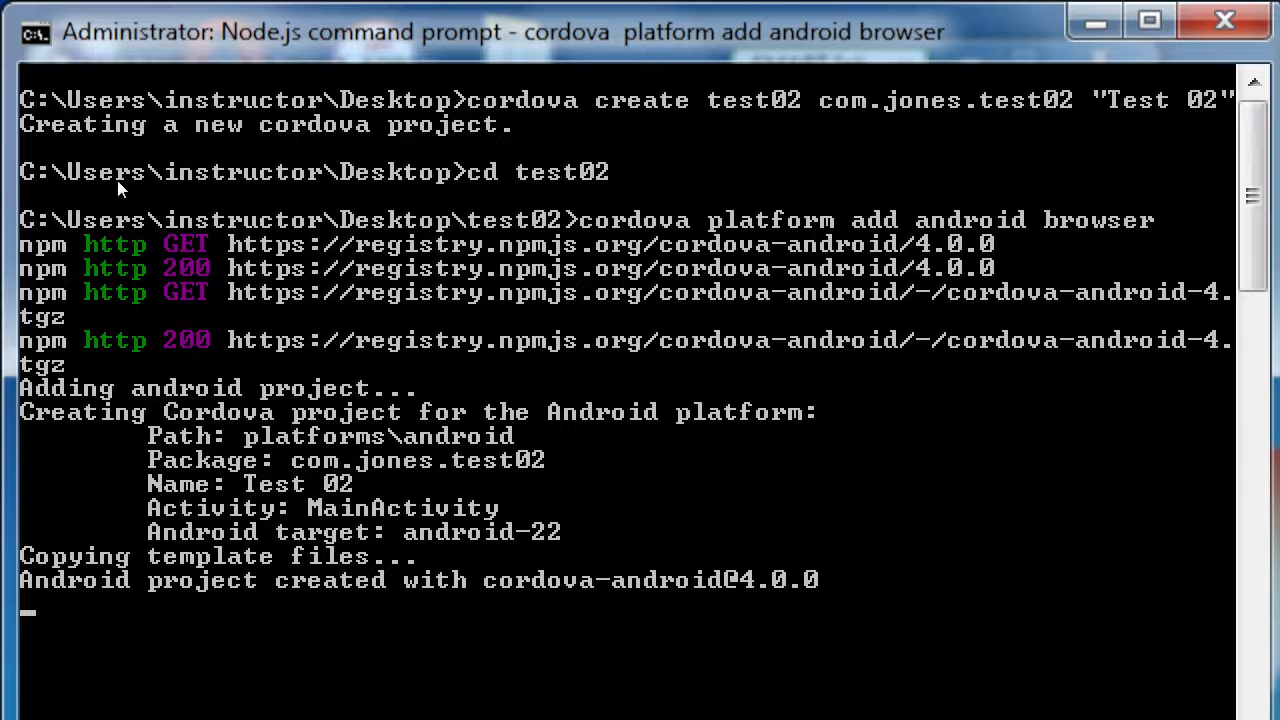 Administrator: Node.js command prompt - cordova  platform add android browser
C:\Users\instructor\Desktop>cordova create test02 com.jones.test02 "Test 02"
Creating a new cordova project.
C:\Users\instructor\Desktop>cd test02
C:\Users\instructor\Desktop\test02>cordova platform add android browser
npm http GET https://registry.npmjs.org/cordova-android/4.0.0
npm http 200 https://registry.npmjs.org/cordova-android/4.0.0
npm http GET https://registry.npmjs.org/cordova-android/-/cordova-android-4.
tgz
npm http 200 https://registry.npmjs.org/cordova-android/-/cordova-android-4.
tgz
Adding android project...
Creating Cordova project for the Android platform:
Path: platforms\android
Package: com.jones.test02
Name: Test 02
Activity: MainActivity
Android target: android-22
Copying template files...
Android project created with cordova-android@4.0.0